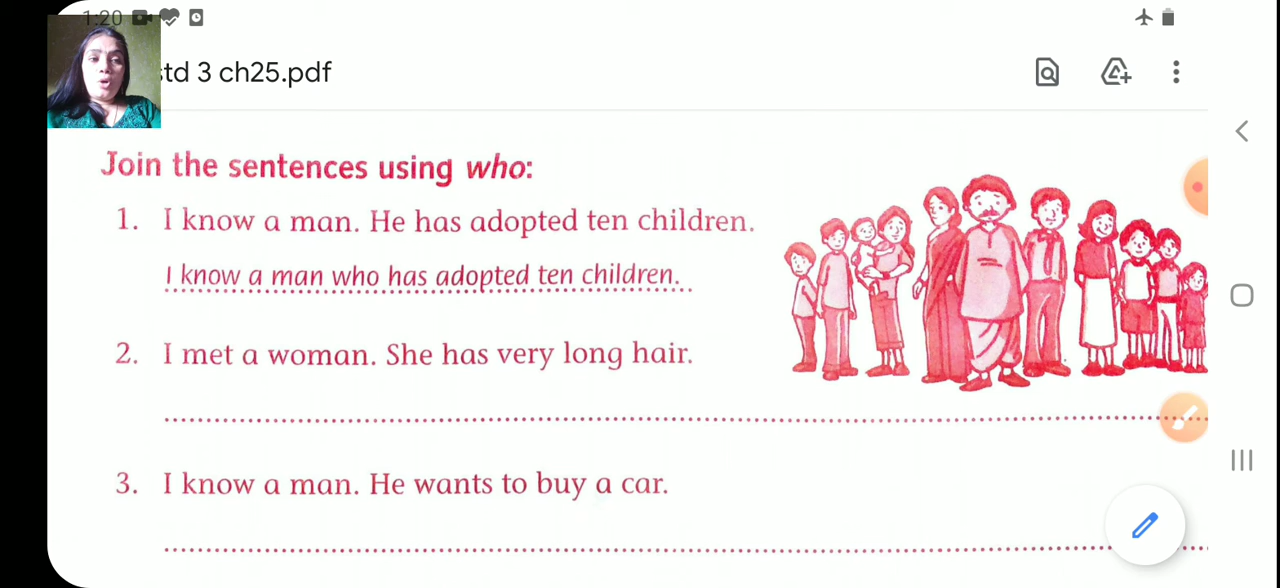 1:20
std 3 ch25.pdf
Join the sentences using who:
1. I know a man. He has adopted ten children.
I know a man who has adopted ten children.
2. I met a woman. She has very long hair.
3. I know a man. He wants to buy a car.